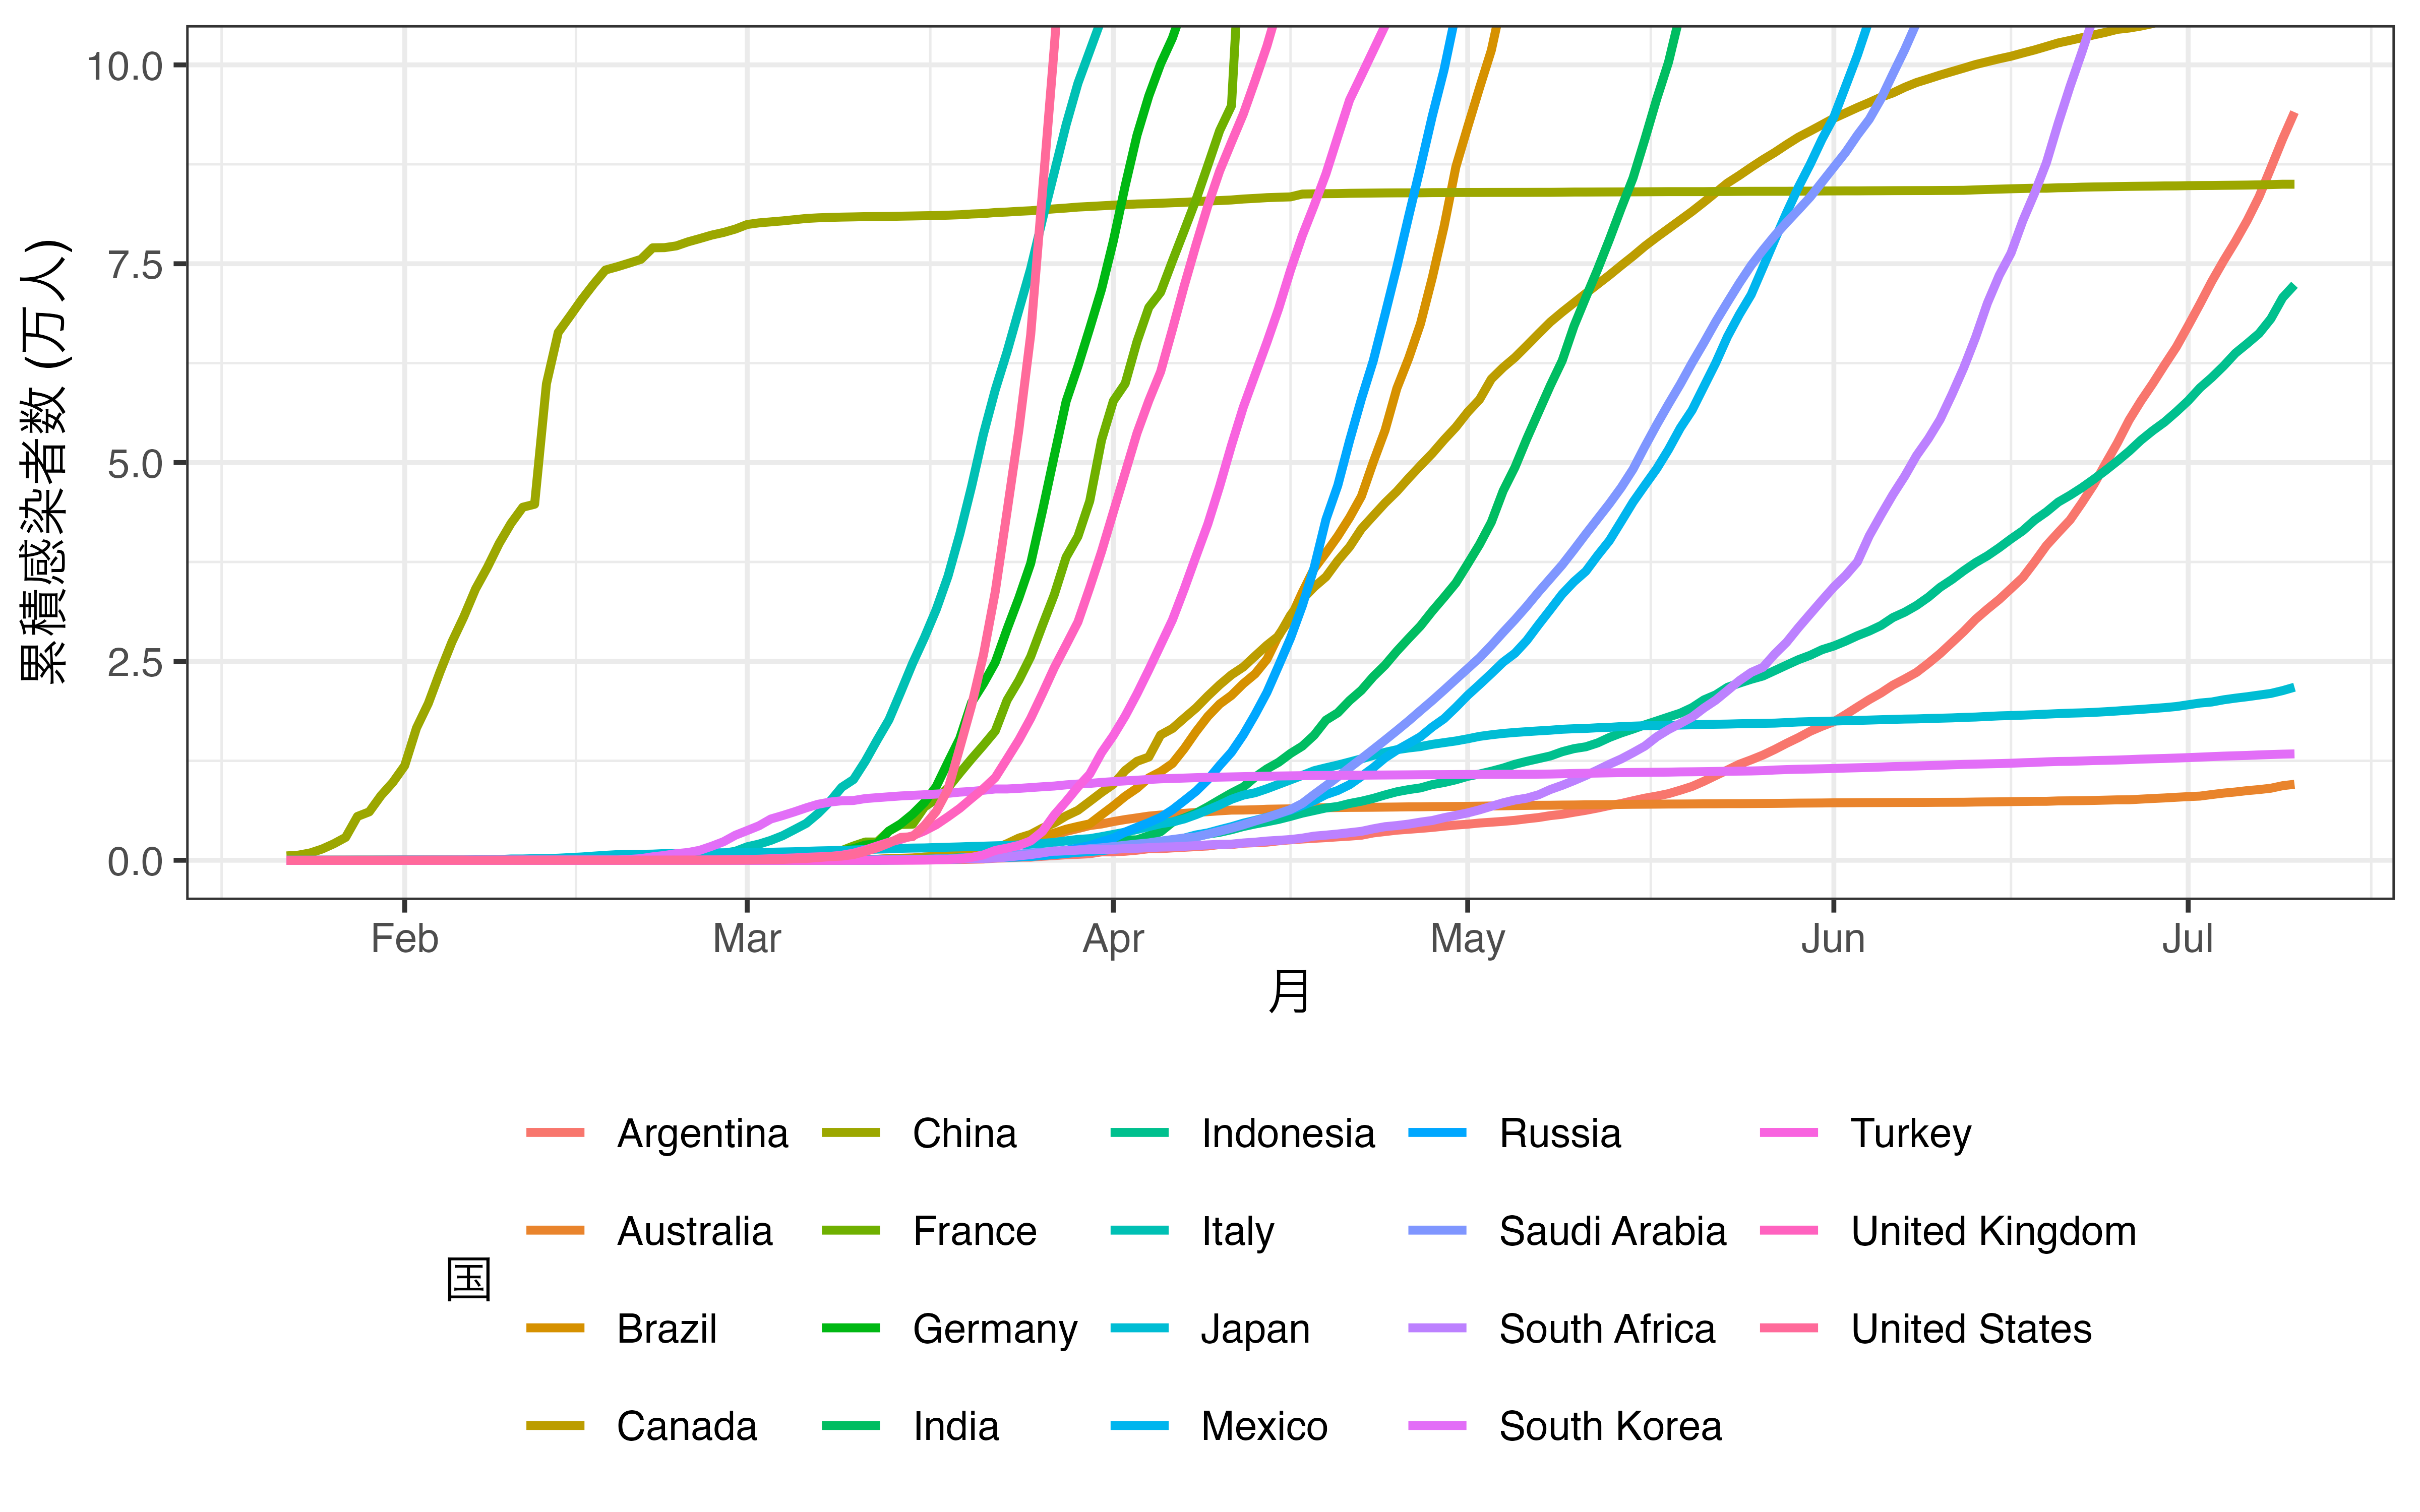 累積感染者数 (万人)
10.0
7.5
5.0
2.5
0.0
Feb Mar Apr May Jun Jul
月
国
Argentina China Indonesia Russia Turkey
Australia France Italy Saudi Arabia United Kingdom
Brazil Germany Japan South Africa United States
Canada India Mexico South Korea